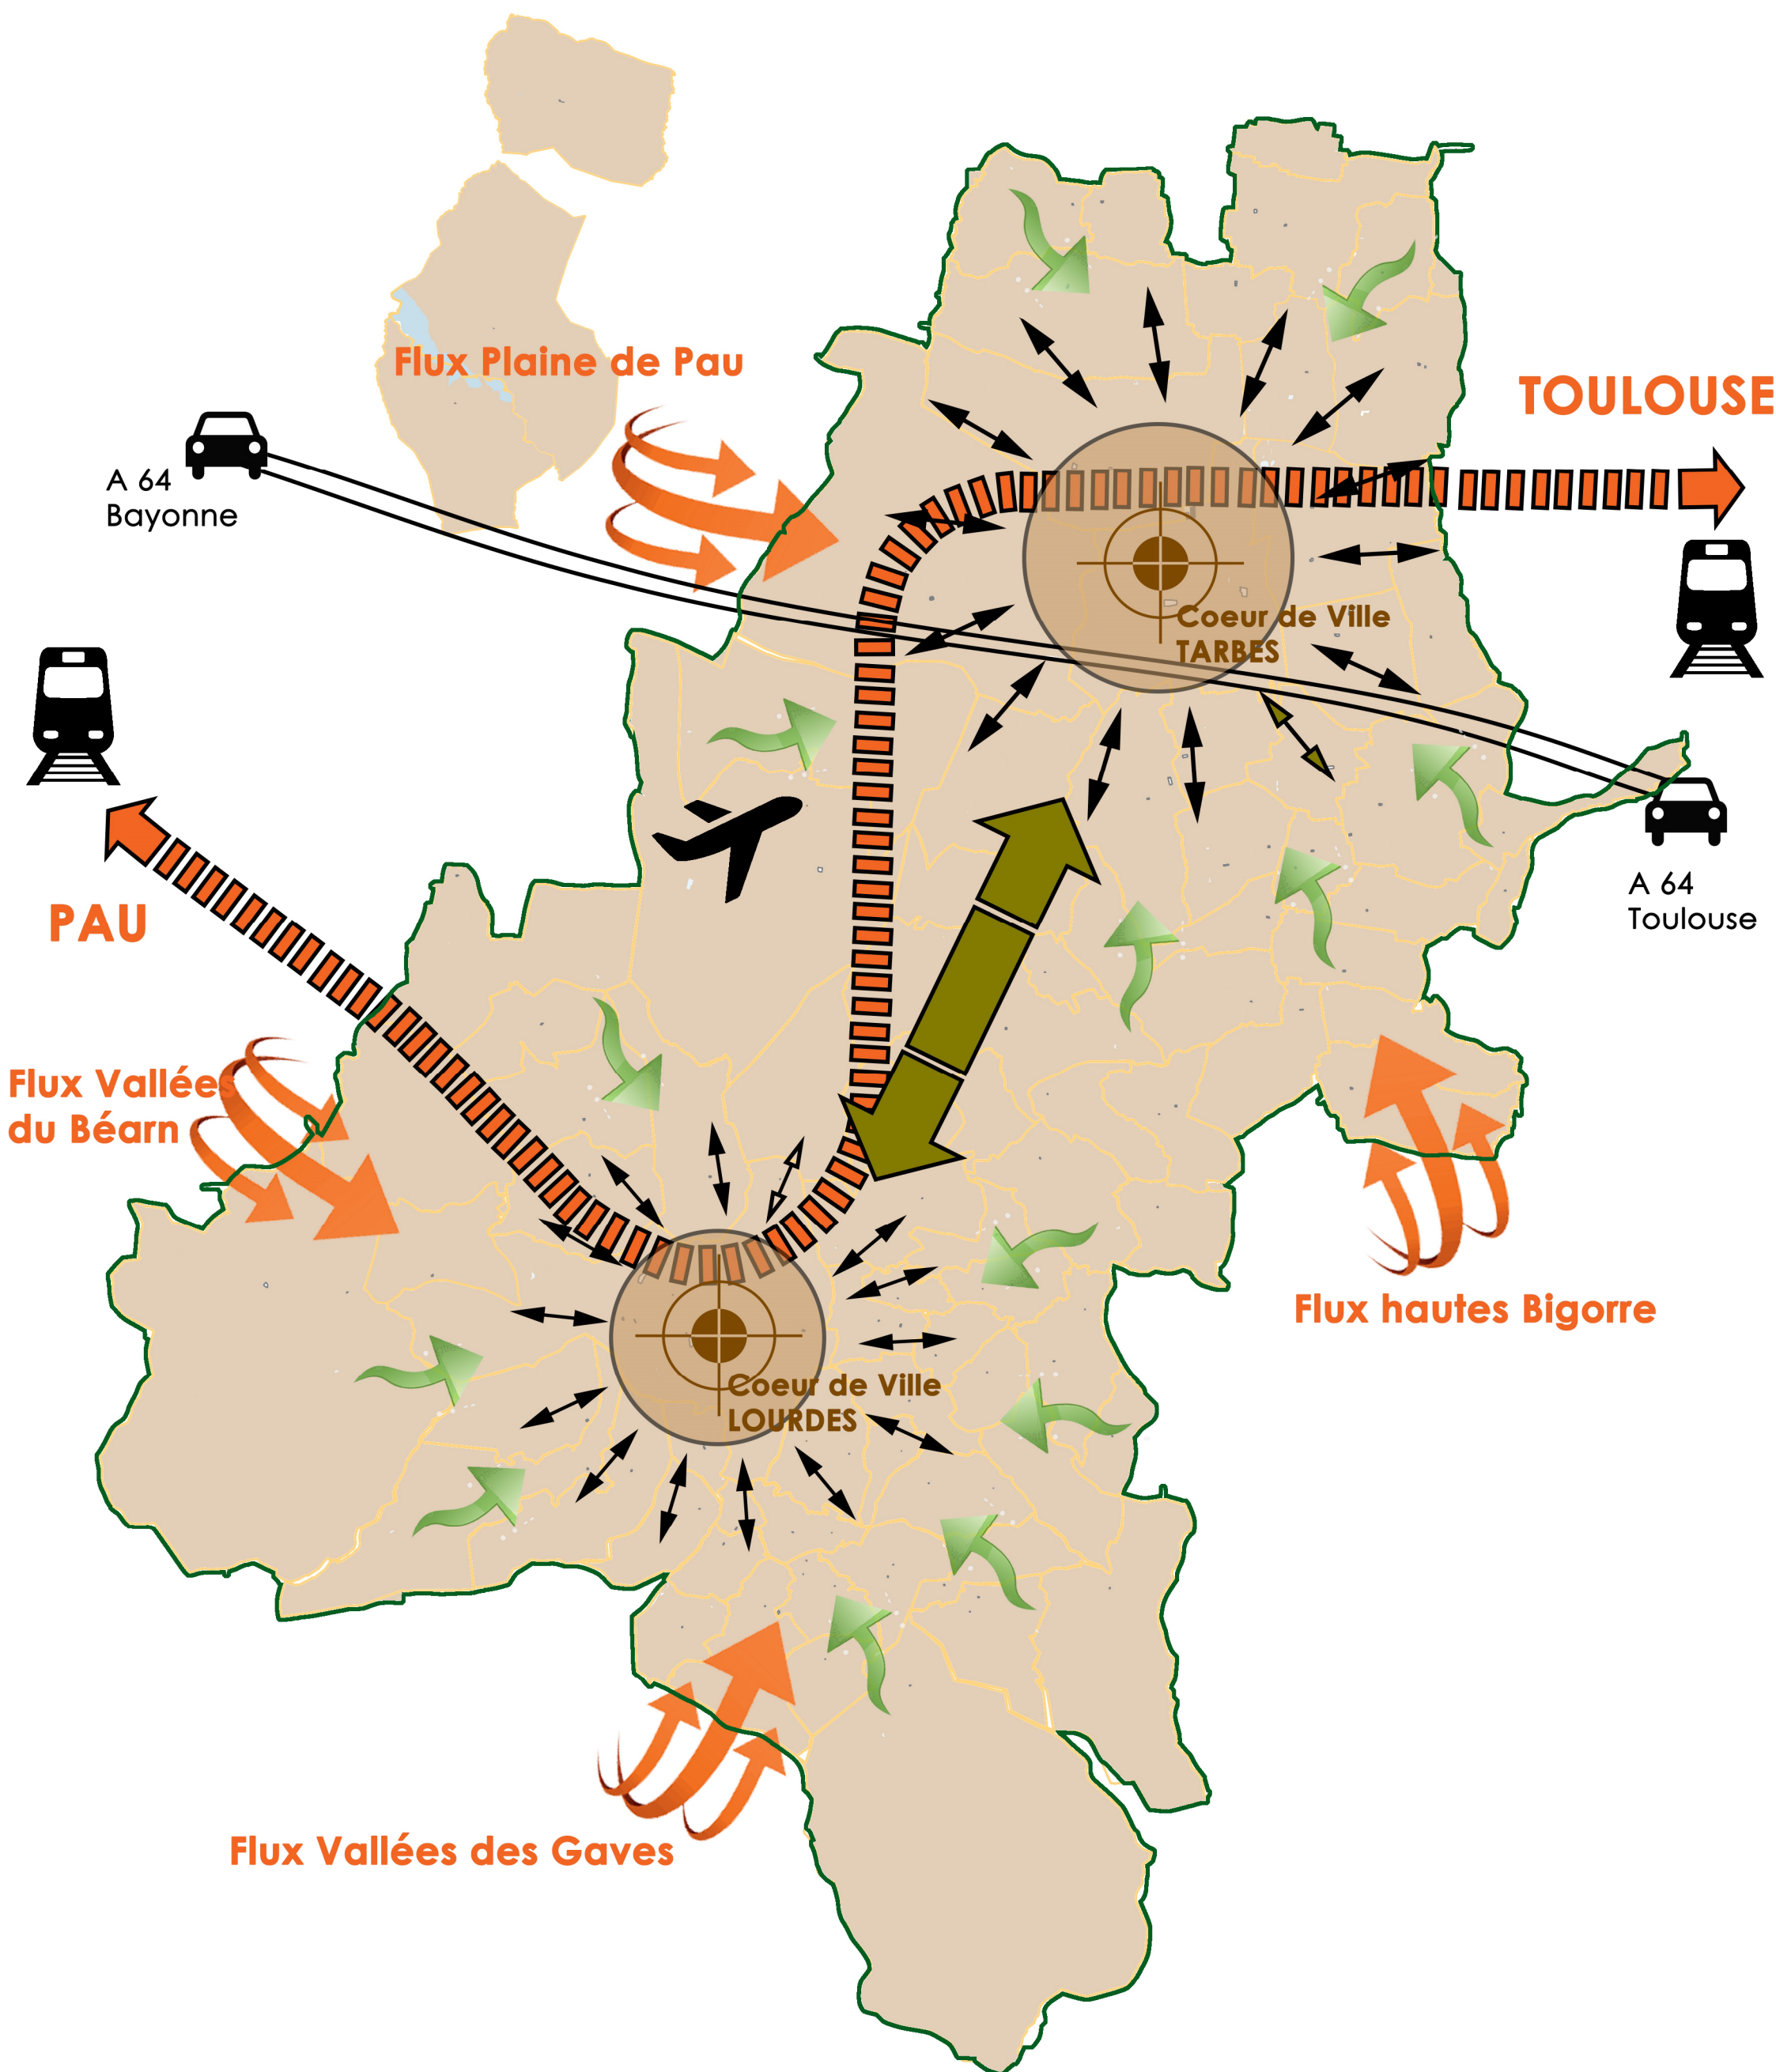 Flux Plaine de Pau
TOULOUSE
A 64
Bayonne
Coeur de Ville
TARBES
A 64
Toulouse
PAU
Flux Vallées
du Béarn
Flux hautes Bigorre
Coeur de Ville
LOURDES
Flux Vallées des Gaves